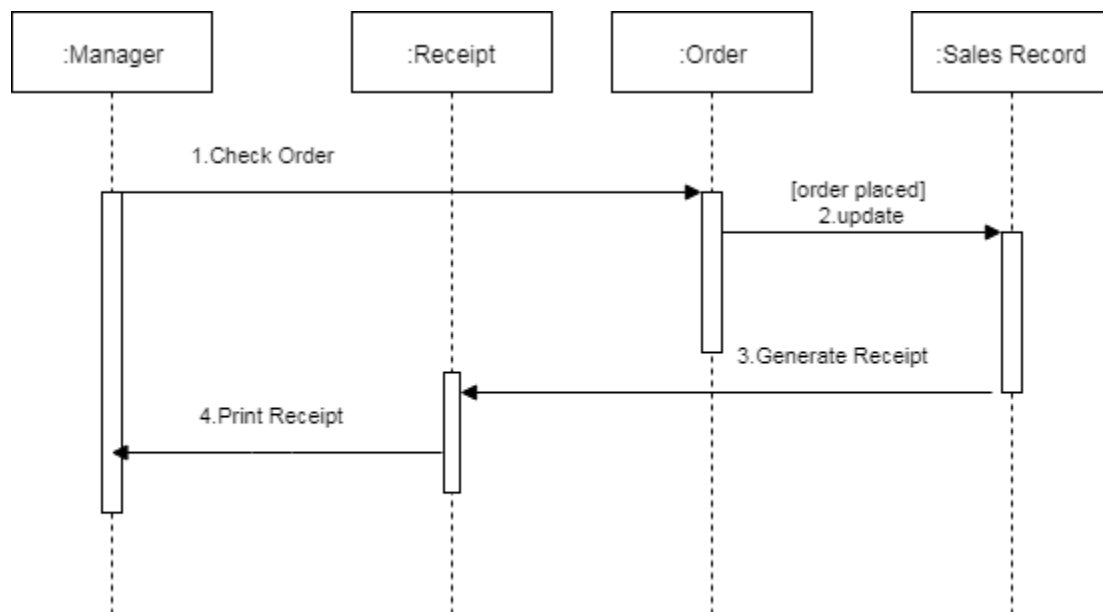 :Manager
:Receipt
:Order
:Sales Record
1.Check Order
[order placed]
2.update
3.Generate Receipt
4.Print Receipt